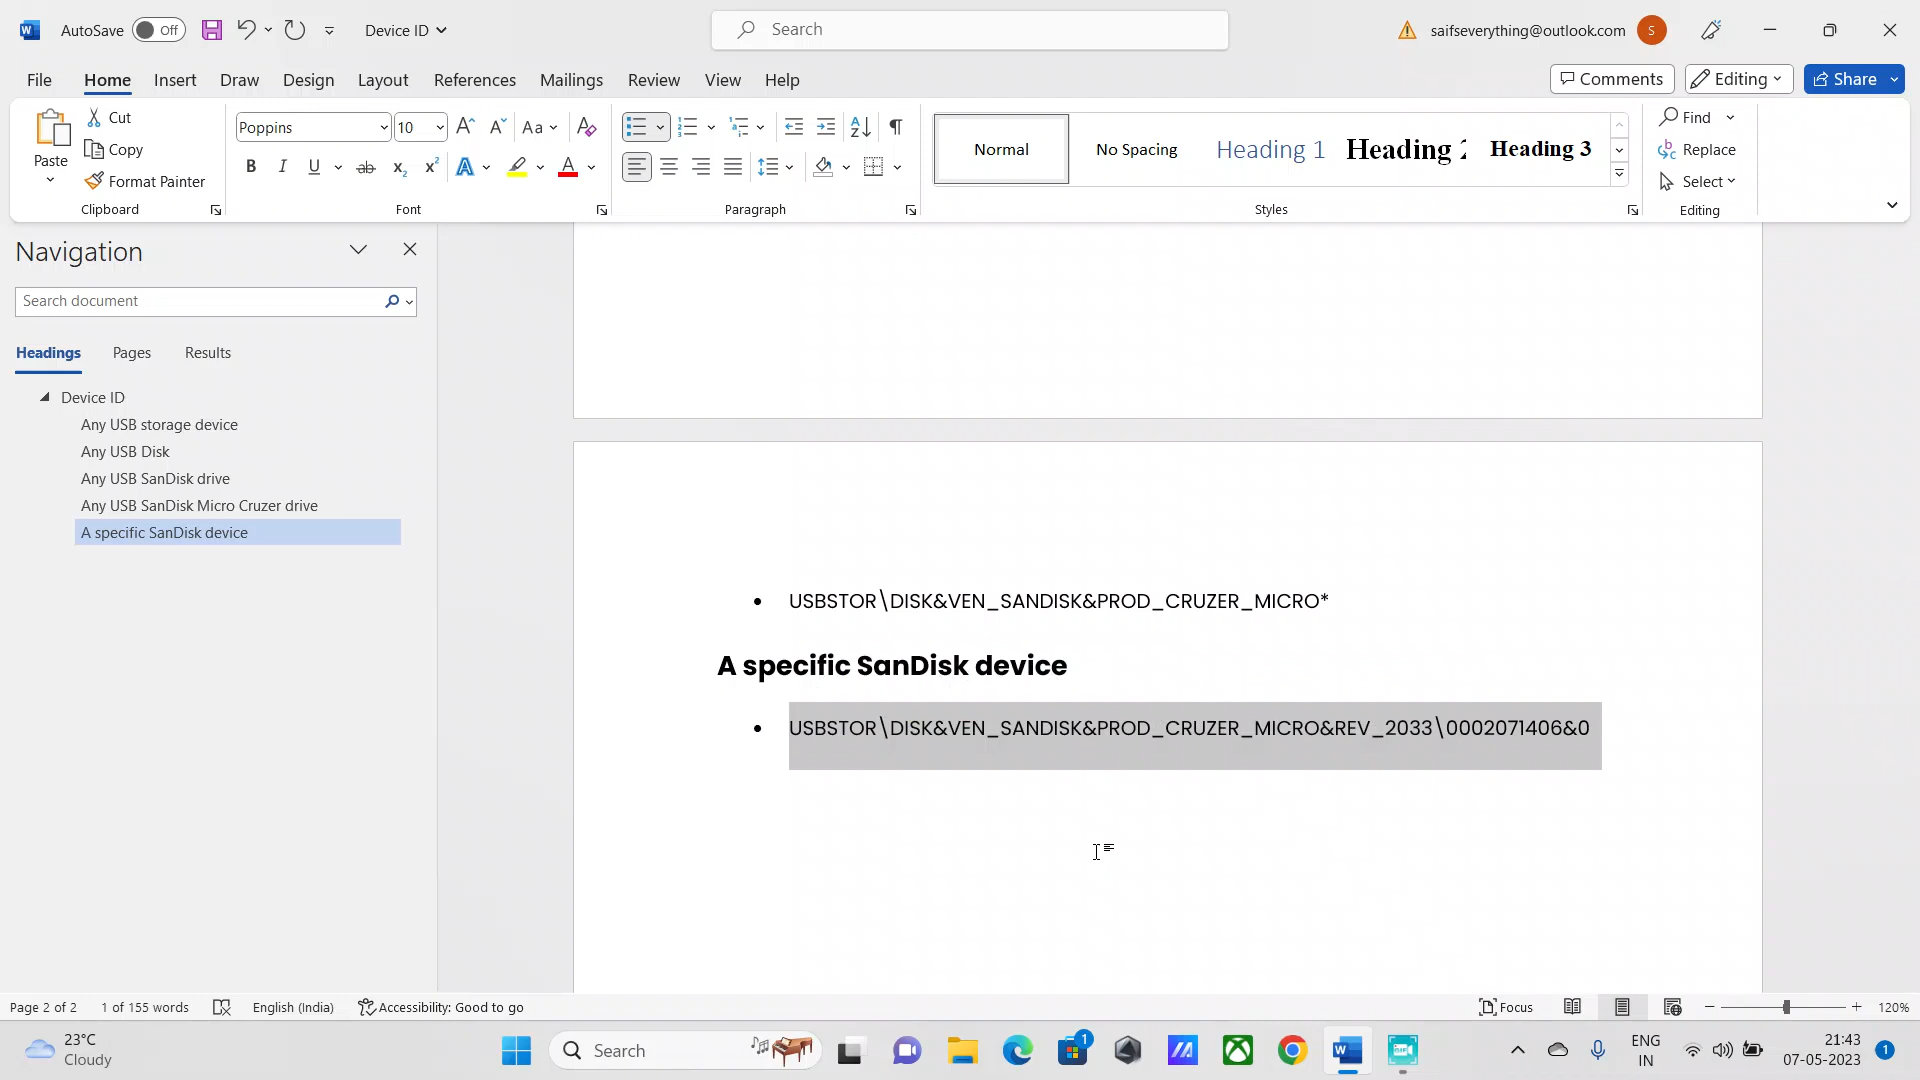 AutoSave Off Device ID Search saifseverything@outlook.com S
File Home Insert Draw Design Layout References Mailings Review View Help Comments Editing Share
Paste Cut Copy Format Painter
Clipboard
Poppins 10 Aa
B I U ab x₂ x² A A
Font
Paragraph
Normal No Spacing Heading 1 Heading 2 Heading 3
Styles
Find
Replace
Select
Editing
Navigation
Search document
Headings Pages Results
Device ID
Any USB storage device
Any USB Disk
Any USB SanDisk drive
Any USB SanDisk Micro Cruzer drive
A specific SanDisk device
• USBSTOR\DISK&VEN_SANDISK&PROD_CRUZER_MICRO*
A specific SanDisk device
• USBSTOR\DISK&VEN_SANDISK&PROD_CRUZER_MICRO&REV_2033\0002071406&0
Page 2 of 2 1 of 155 words English (India) Accessibility: Good to go Focus 120%
23°C
Cloudy
Search
1
ENG
IN
21:43
07-05-2023
1